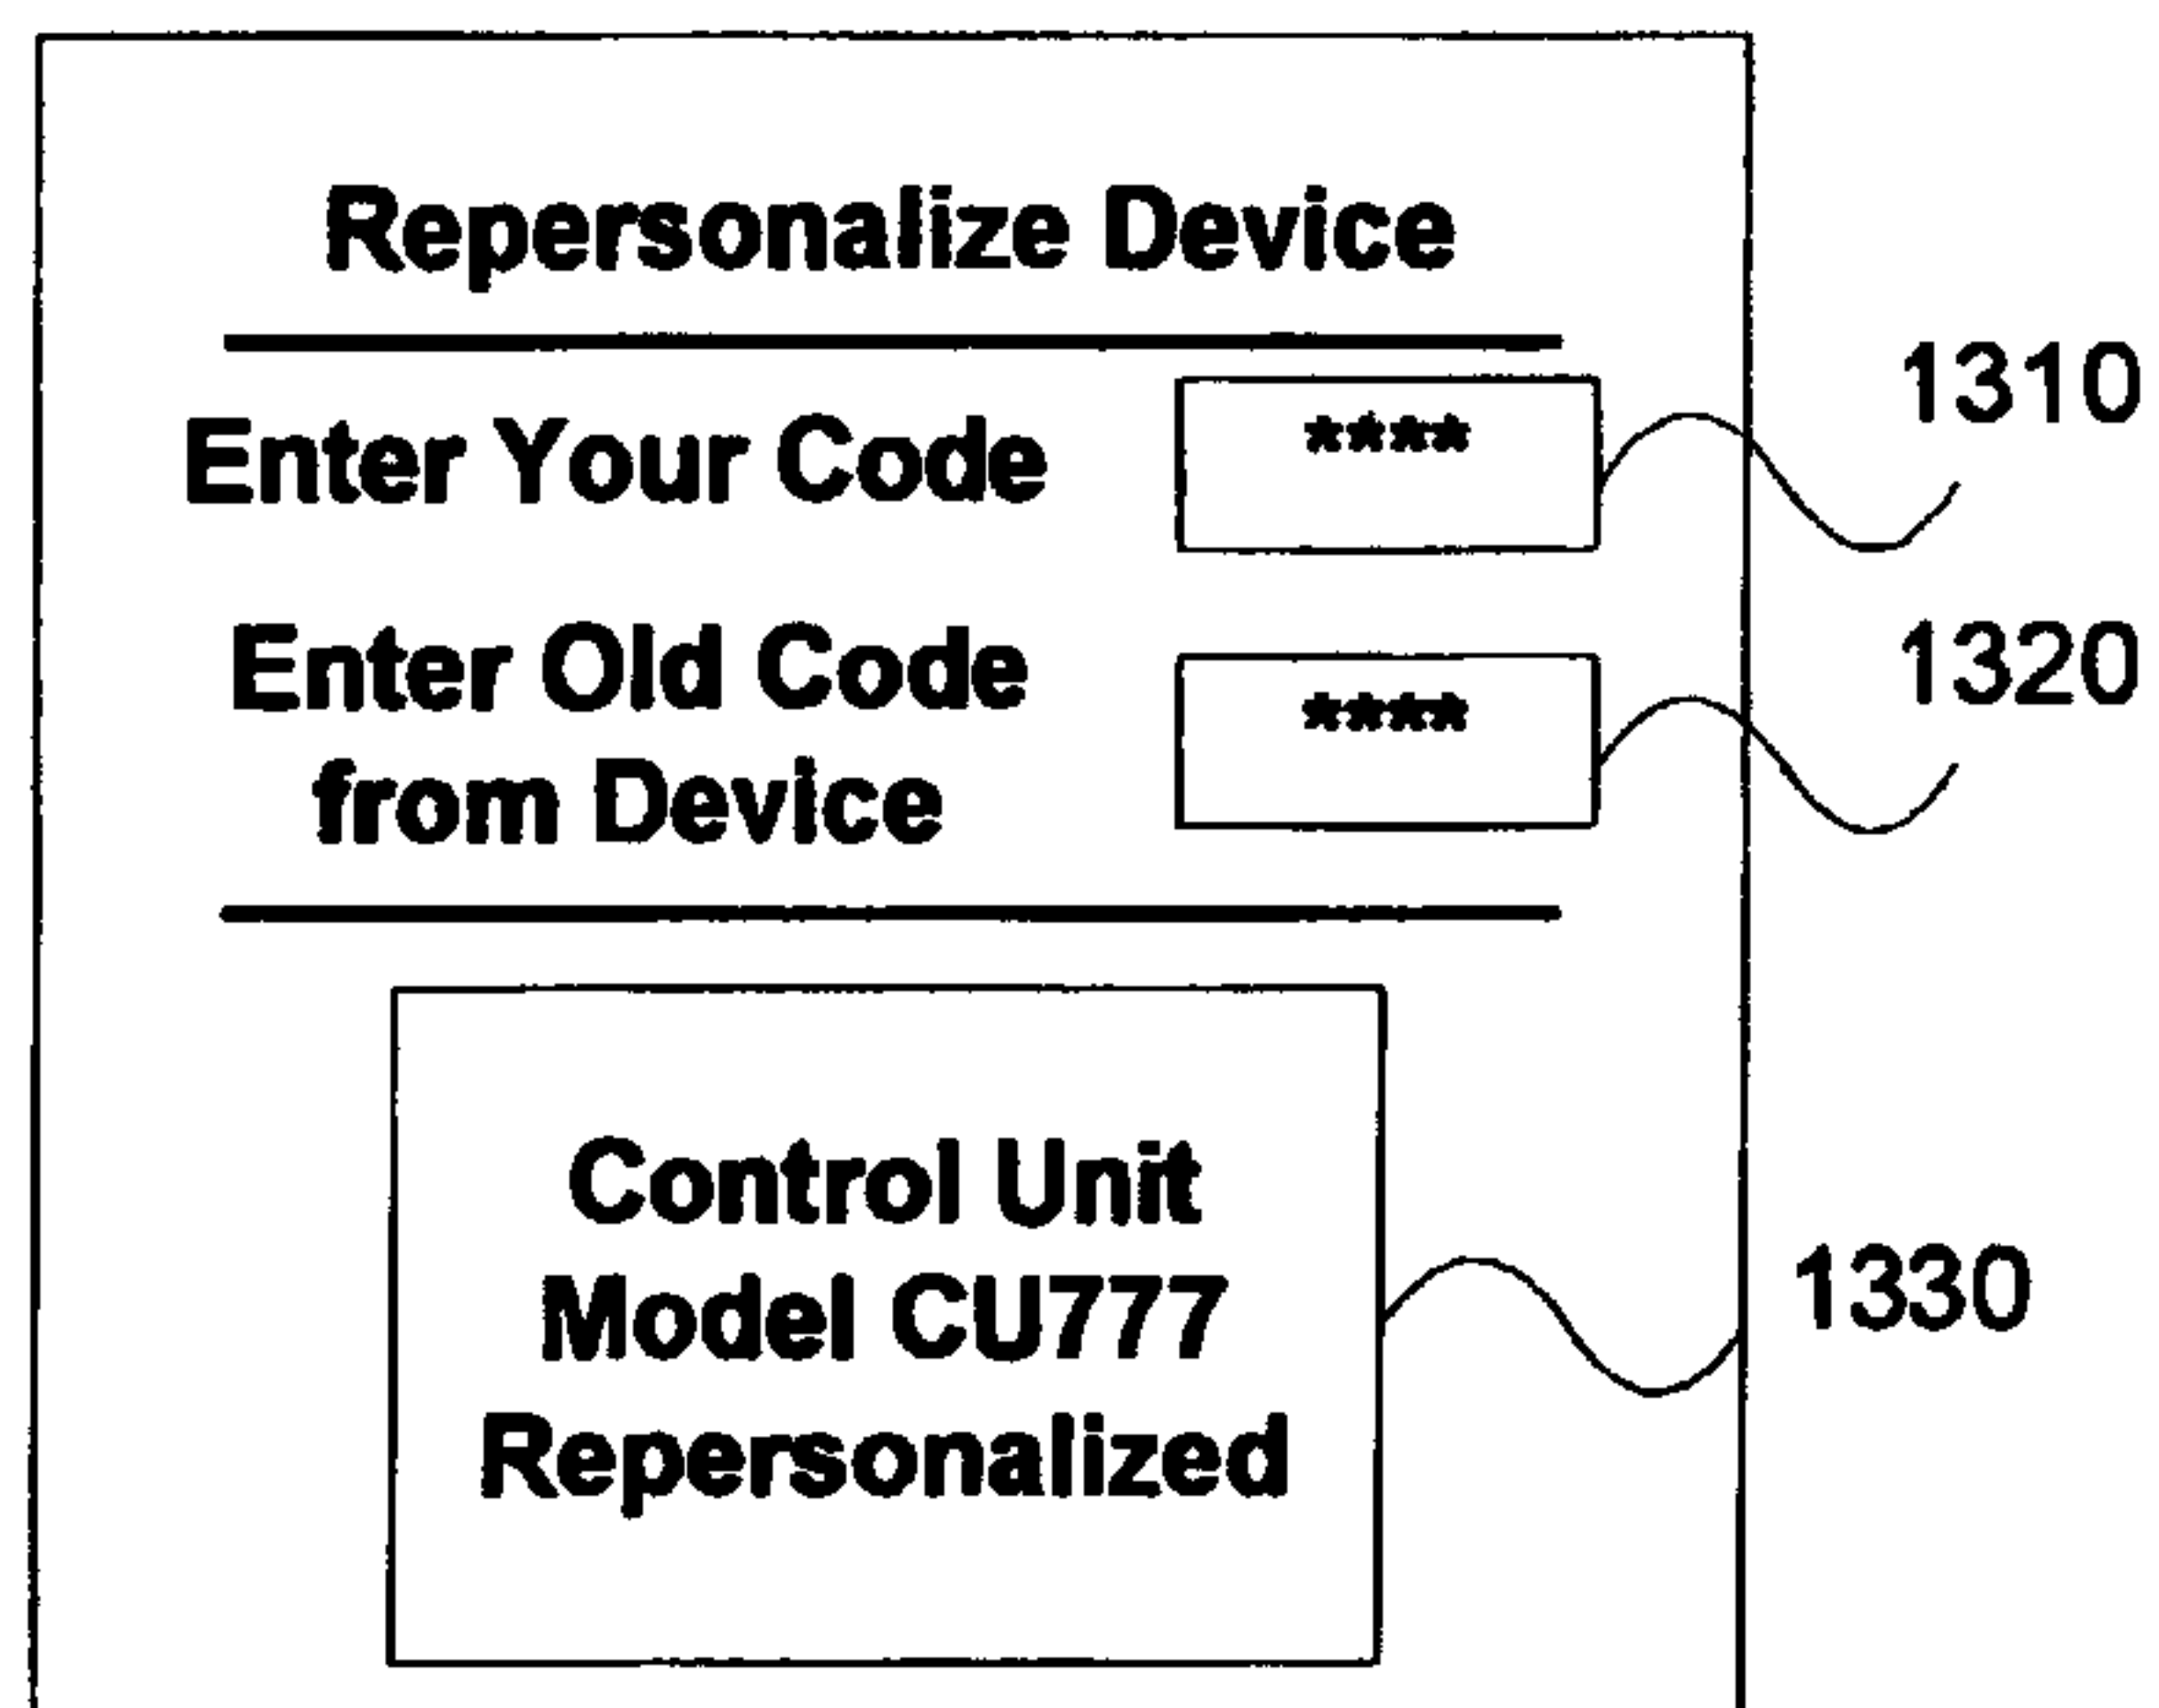 Repersonalize Device
Enter Your Code
****
1310
Enter Old Code
from Device
****
1320
Control Unit
Model CU777
Repersonalized
1330